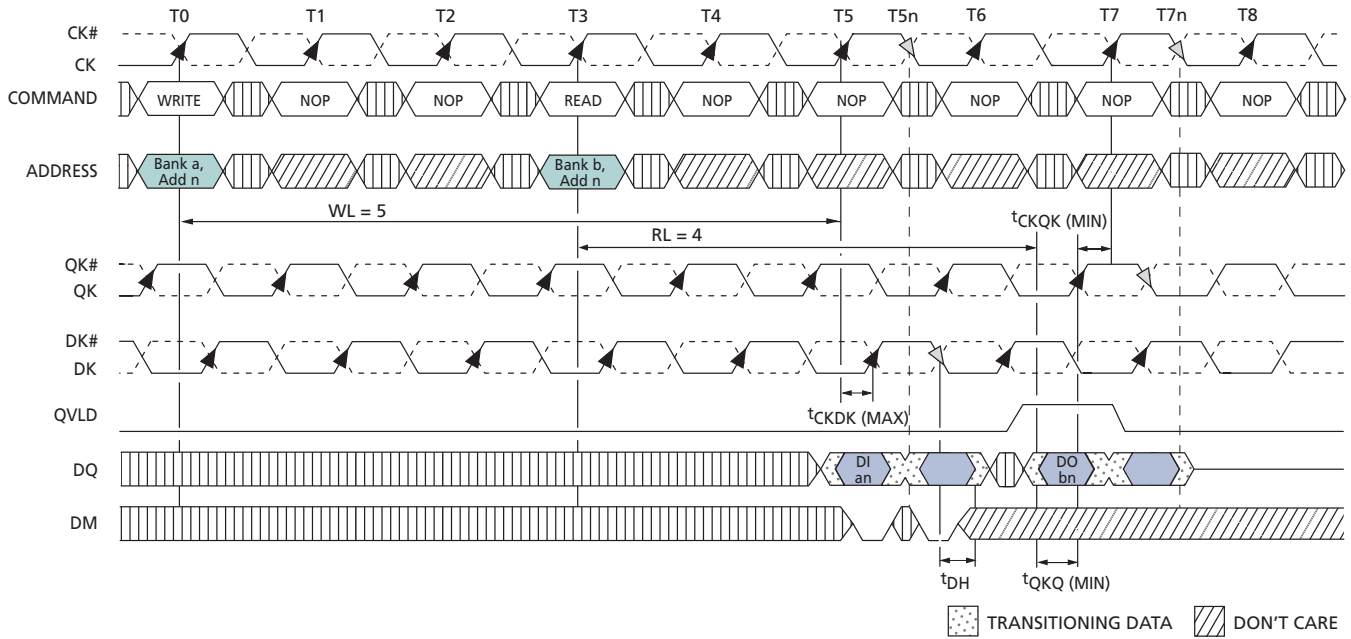 T0 T1 T2 T3 T4 T5 T5n T6 T7 T7n T8
CK#
CK
COMMAND WRITE NOP NOP READ NOP NOP NOP NOP NOP
ADDRESS Bank a, Add n Bank b, Add n
WL = 5
RL = 4
tCKQK (MIN)
QK#
QK
DK#
DK
tCKDK (MAX)
QVLD
DQ DI an DO bn
DM
tDH tQKQ (MIN)
TRANSITIONING DATA DON'T CARE